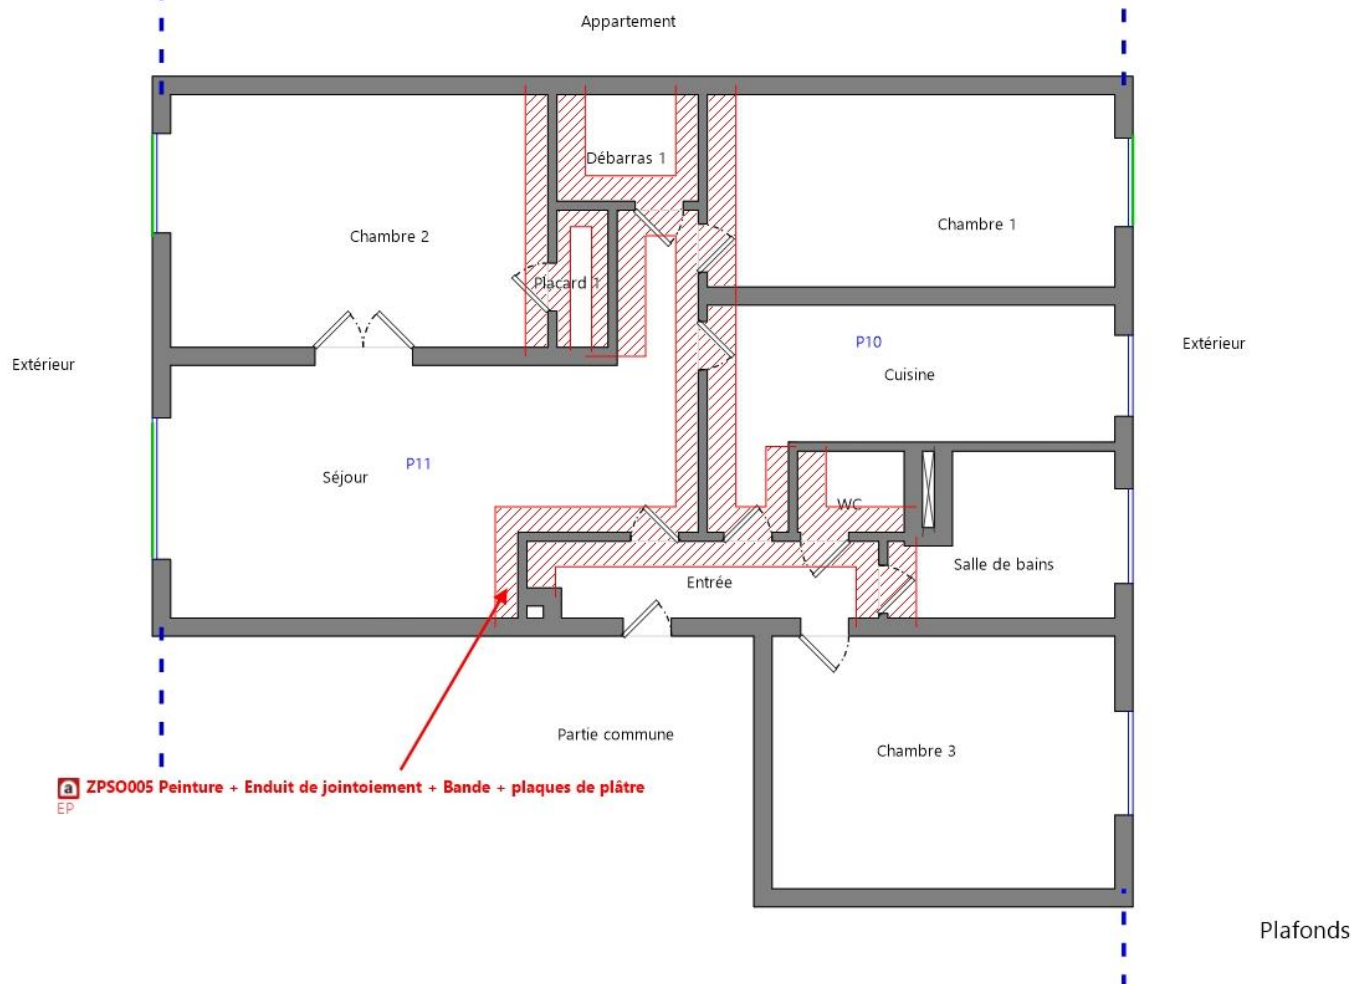 Appartement
Débarras 1
Chambre 1
Chambre 2
Placard 1
P10
Extérieur
Extérieur
Cuisine
P11
Séjour
WC
Salle de bains
Entrée
Partie commune
Chambre 3
a ZPSO005 Peinture + Enduit de jointoiement + Bande + plaques de plâtre
EP
Plafonds